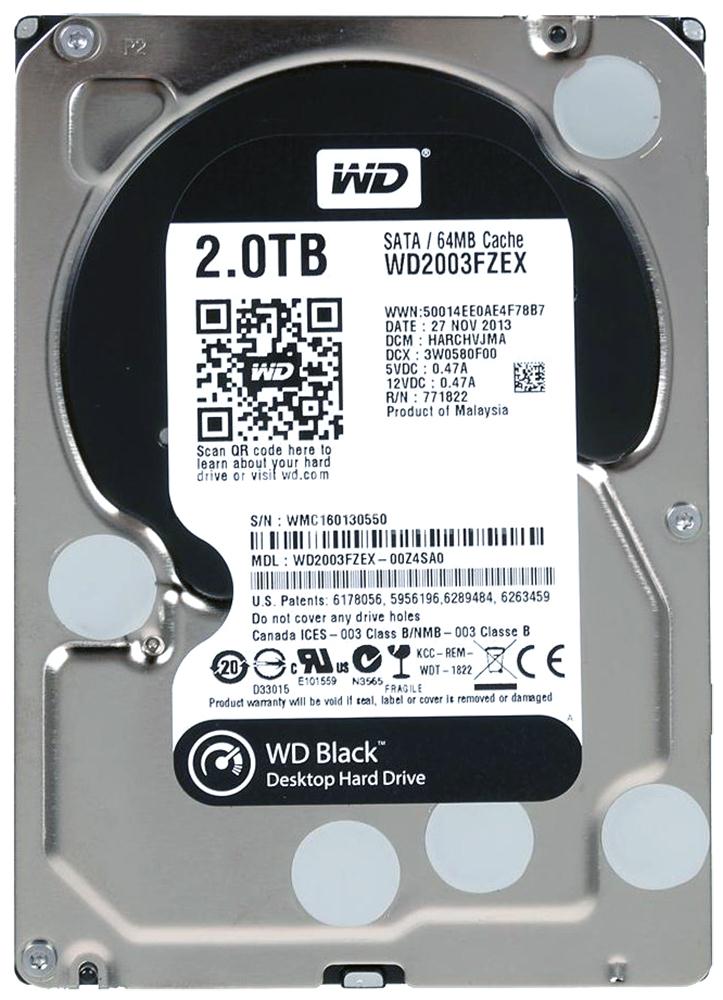 P2
WD®
2.0TB
SATA / 64MB Cache
WD2003FZEX
WWN:50014EE0AE4F78B7
DATE : 27 NOV 2013
DCM : HARCHVJMA
DCX : 3W0580F00
5VDC : 0.47A
12VDC : 0.47A
R/N : 771822
Product of Malaysia
WD
Scan QR code here to
learn about your hard
drive or visit wd.com
S/N : WMC160130550
MDL : WD2003FZEX-00Z4SA0
U.S. Patents: 6178056, 5956196,6289484, 6263459
Do not cover any drive holes
Canada ICES-003 Class B/NMB-003 Classe B
20
D33015
c UL us
E101559
N3565
FRAGILE
KCC-REM-
WDT-1822
CE
Product warranty will be void if seal, label or cover is removed or damaged
A
WD Black™
Desktop Hard Drive